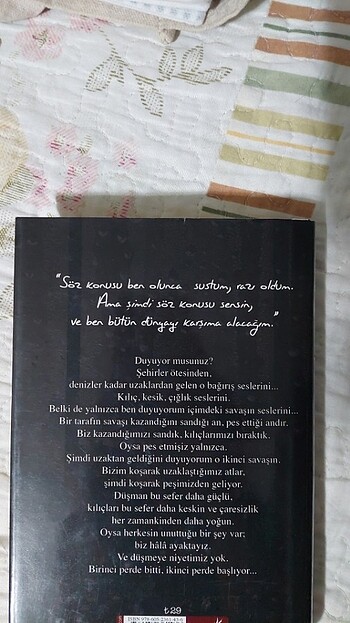 "Söz konusu ben olunca sustum, razı oldum.
Ama şimdi söz konusu sensin,
ve ben bütün dünyayı karşıma alacağım."
Duyuyor musunuz?
Şehirler ötesinden,
denizler kadar uzaklardan gelen o bağırış seslerini...
Kılıç, kesik, çığlık seslerini.
Belki de yalnızca ben duyuyorum içimdeki savaşın seslerini...
Bir tarafın savaşı kazandığını sandığı an, pes ettiği andır.
Biz kazandığımızı sandık, kılıçlarımızı bıraktık.
Oysa pes etmişiz yalnızca.
Şimdi uzaktan geldiğini duyuyorum o ikinci savaşın.
Bizim koşarak uzaklaştığımız atlar,
şimdi koşarak peşimizden geliyor.
Düşman bu sefer daha güçlü,
kılıçları bu sefer daha keskin ve çaresizlik
her zamankinden daha yoğun.
Oysa herkesin unuttuğu bir şey var;
biz hâlâ ayaktayız.
Ve düşmeye niyetimiz yok.
Birinci perde bitti, ikinci perde başlıyor...
₺29